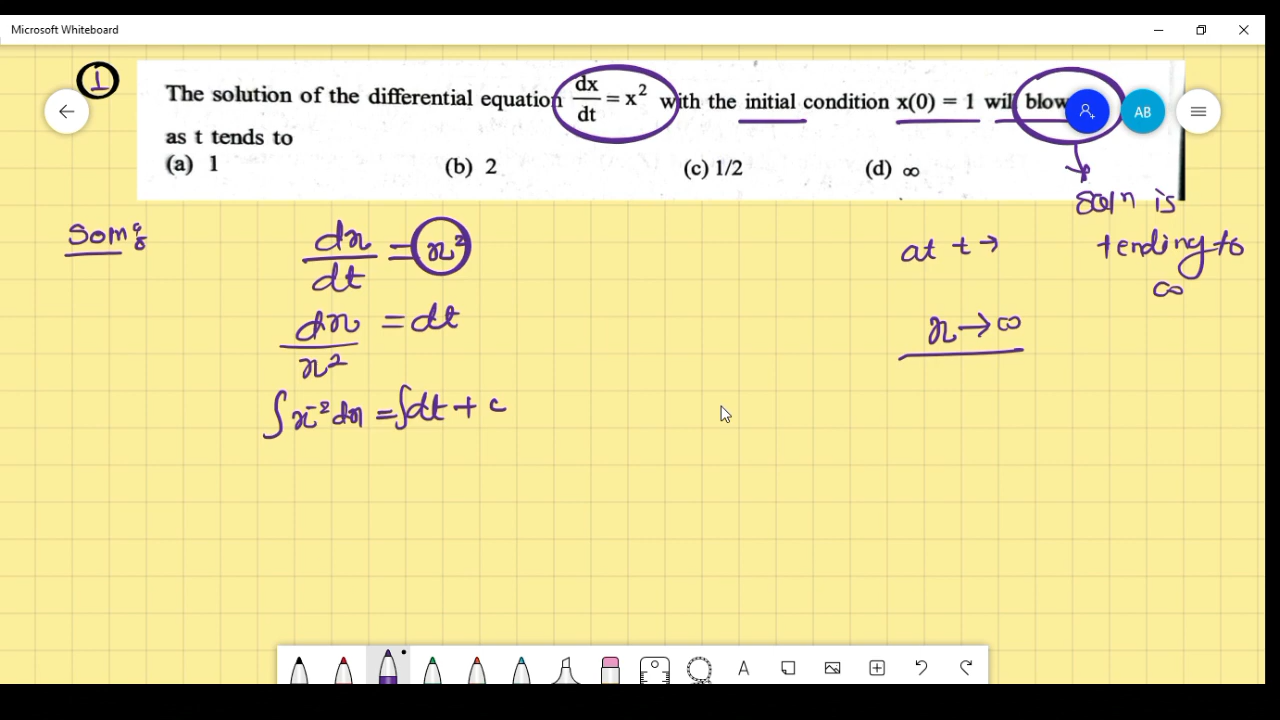 Microsoft Whiteboard
1
The solution of the differential equation dx/dt = x² with the initial condition x(0) = 1 will blow
as t tends to
(a) 1 (b) 2 (c) 1/2 (d) ∞
AB
Solⁿ:
dx/dt = x²
dx/x² = dt
∫x⁻²dx = ∫dt + c
at t →
x → ∞
solⁿ is
tending to
∞
A